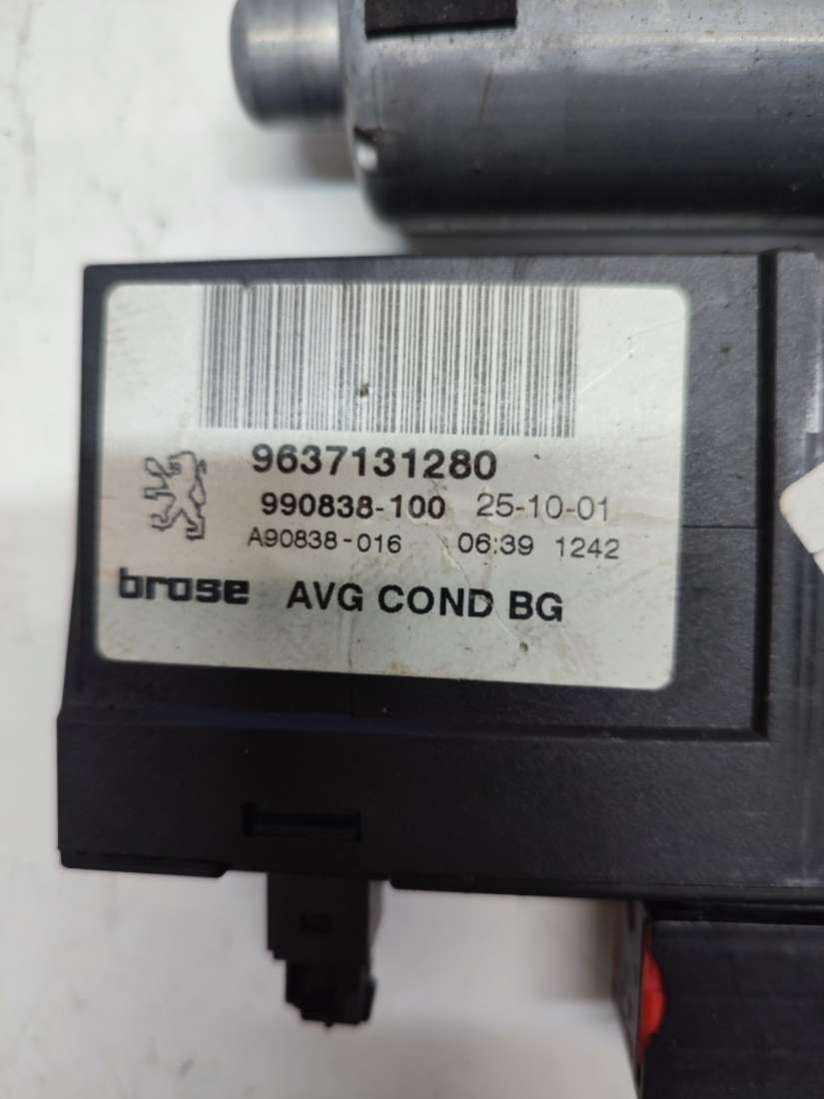 9637131280
990838-100 25-10-01
A90838-016 06:39 1242
brose AVG COND BG